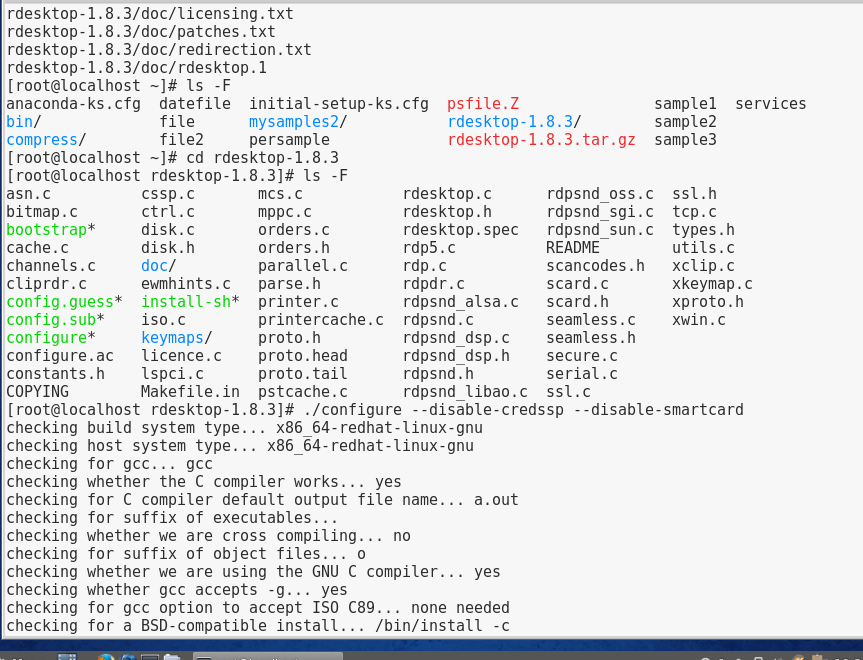 rdesktop-1.8.3/doc/licensing.txt
rdesktop-1.8.3/doc/patches.txt
rdesktop-1.8.3/doc/redirection.txt
rdesktop-1.8.3/doc/rdesktop.1
[root@localhost ~]# ls -F
anaconda-ks.cfg  datefile  initial-setup-ks.cfg  psfile.Z               sample1  services
bin/             file      mysamples2/           rdesktop-1.8.3/        sample2
compress/        file2     persample             rdesktop-1.8.3.tar.gz  sample3
[root@localhost ~]# cd rdesktop-1.8.3
[root@localhost rdesktop-1.8.3]# ls -F
asn.c          cssp.c       mcs.c           rdesktop.c      rdpsnd_oss.c  ssl.h
bitmap.c       ctrl.c       mppc.c          rdesktop.h      rdpsnd_sgi.c  tcp.c
bootstrap*     disk.c       orders.c        rdesktop.spec   rdpsnd_sun.c  types.h
cache.c        disk.h       orders.h        rdp5.c          README        utils.c
channels.c     doc/         parallel.c      rdp.c           scancodes.h   xclip.c
cliprdr.c      ewmhints.c   parse.h         rdpdr.c         scard.c       xkeymap.c
config.guess*  install-sh*  printer.c       rdpsnd_alsa.c   scard.h       xproto.h
config.sub*    iso.c        printercache.c  rdpsnd.c        seamless.c    xwin.c
configure*     keymaps/     proto.h         rdpsnd_dsp.c    seamless.h
configure.ac   licence.c    proto.head      rdpsnd_dsp.h    secure.c
constants.h    lspci.c      proto.tail      rdpsnd.h        serial.c
COPYING        Makefile.in  pstcache.c      rdpsnd_libao.c  ssl.c
[root@localhost rdesktop-1.8.3]# ./configure --disable-credssp --disable-smartcard
checking build system type... x86_64-redhat-linux-gnu
checking host system type... x86_64-redhat-linux-gnu
checking for gcc... gcc
checking whether the C compiler works... yes
checking for C compiler default output file name... a.out
checking for suffix of executables...
checking whether we are cross compiling... no
checking for suffix of object files... o
checking whether we are using the GNU C compiler... yes
checking whether gcc accepts -g... yes
checking for gcc option to accept ISO C89... none needed
checking for a BSD-compatible install... /bin/install -c